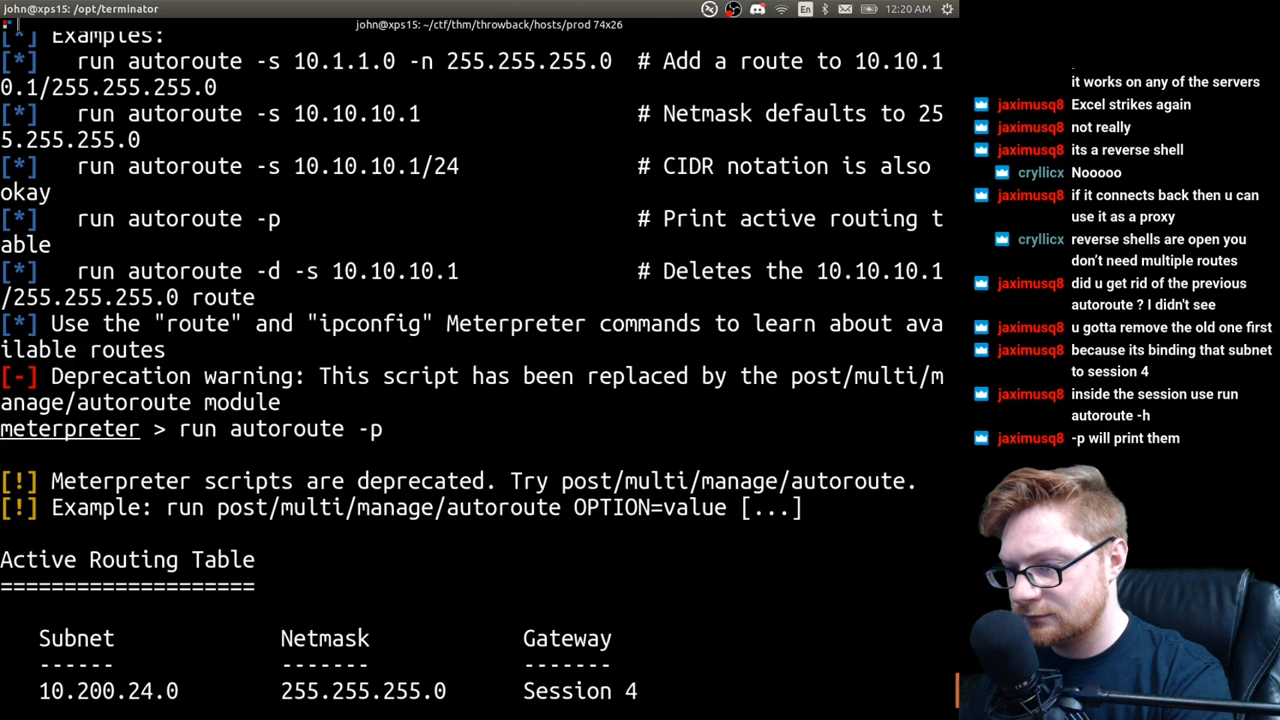 john@xps15: /opt/terminator
En
12:20 AM
john@xps15: ~/ctf/thm/throwback/hosts/prod 74x26
[*] Examples:
[*]   run autoroute -s 10.1.1.0 -n 255.255.255.0  # Add a route to 10.10.1
0.1/255.255.255.0
[*]   run autoroute -s 10.10.10.1                 # Netmask defaults to 25
5.255.255.0
[*]   run autoroute -s 10.10.10.1/24              # CIDR notation is also
okay
[*]   run autoroute -p                            # Print active routing t
able
[*]   run autoroute -d -s 10.10.10.1              # Deletes the 10.10.10.1
/255.255.255.0 route
[*] Use the "route" and "ipconfig" Meterpreter commands to learn about ava
ilable routes
[-] Deprecation warning: This script has been replaced by the post/multi/m
anage/autoroute module
meterpreter > run autoroute -p
[!] Meterpreter scripts are deprecated. Try post/multi/manage/autoroute.
[!] Example: run post/multi/manage/autoroute OPTION=value [...]
Active Routing Table
====================
Subnet             Netmask            Gateway
------             -------            -------
10.200.24.0        255.255.255.0      Session 4
it works on any of the servers
jaximusq8 Excel strikes again
jaximusq8 not really
jaximusq8 its a reverse shell
cryllicx Nooooo
jaximusq8 if it connects back then u can
use it as a proxy
cryllicx reverse shells are open you
don't need multiple routes
jaximusq8 did u get rid of the previous
autoroute ? I didn't see
jaximusq8 u gotta remove the old one first
jaximusq8 because its binding that subnet
to session 4
jaximusq8 inside the session use run
autoroute -h
jaximusq8 -p will print them